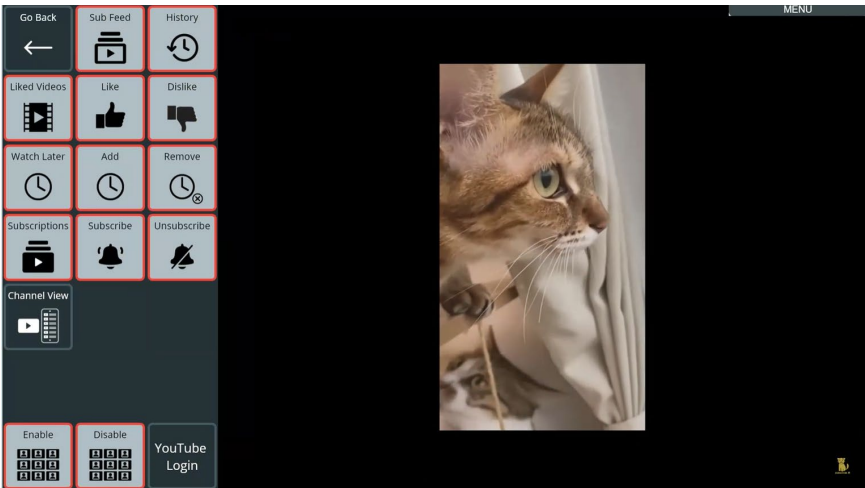 Go Back
Sub Feed
History
MENU
Liked Videos
Like
Dislike
Watch Later
Add
Remove
Subscriptions
Subscribe
Unsubscribe
Channel View
Enable
Disable
YouTube
Login